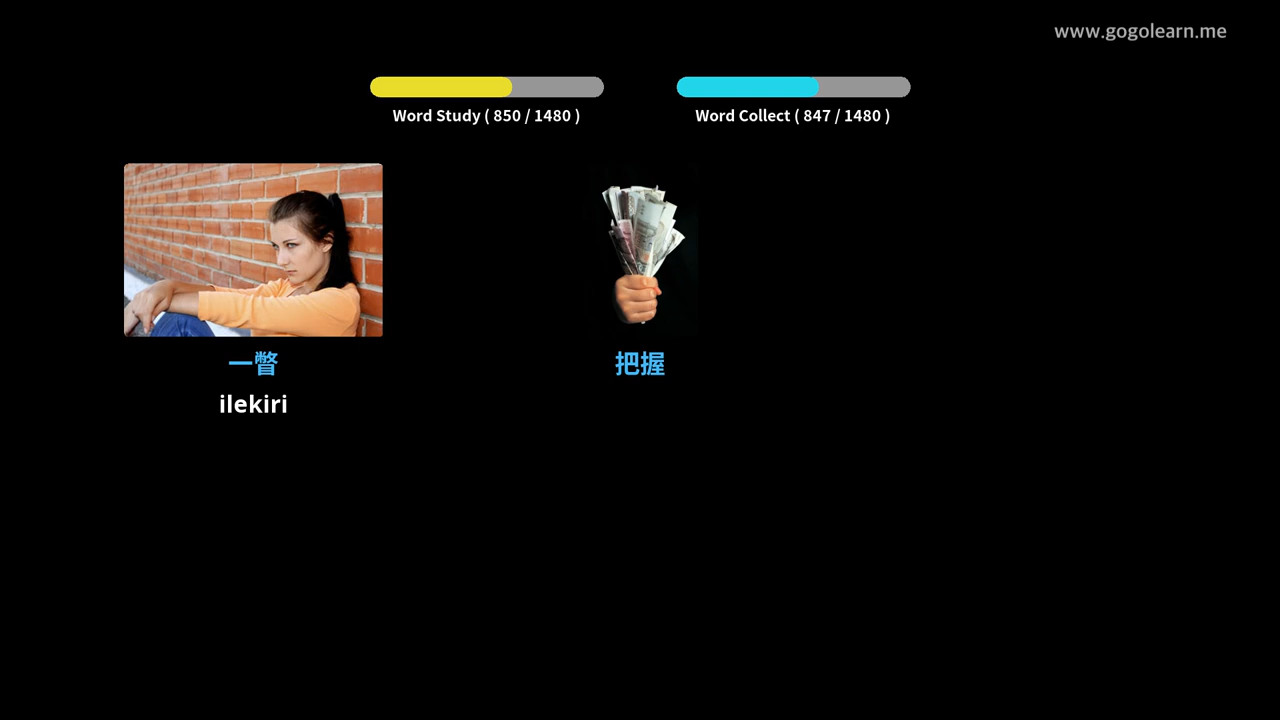 www.gogolearn.me
Word Study ( 850 / 1480 )
Word Collect ( 847 / 1480 )
一瞥
把握
ilekiri